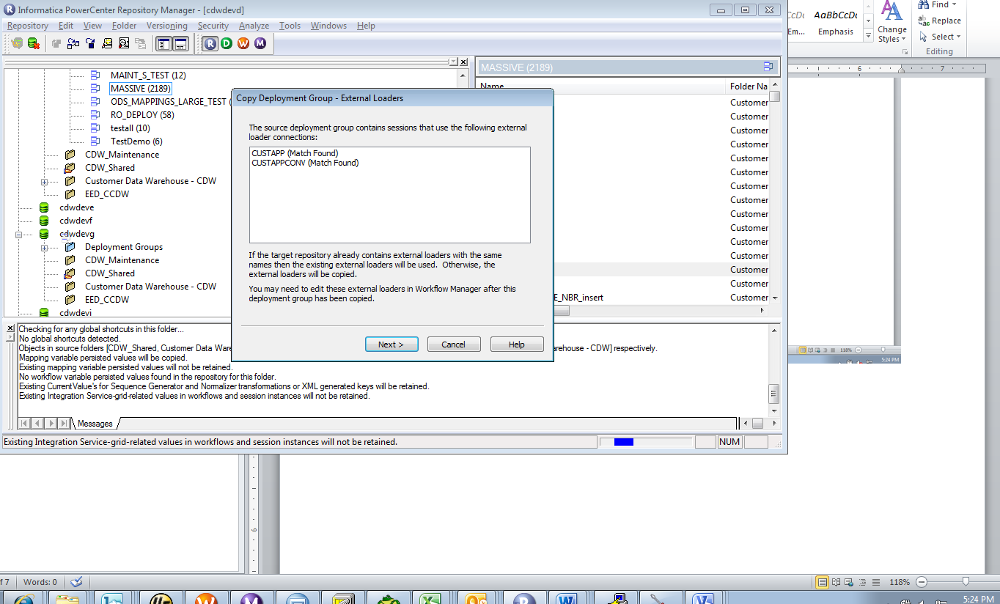 Informatica PowerCenter Repository Manager - [cdwdevd]
Repository Edit View Folder Versioning Security Analyze Tools Windows Help
R D W M
MAINT_S_TEST (12)
MASSIVE (2189)
ODS_MAPPINGS_LARGE_TEST (
RO_DEPLOY (58)
testall (10)
TestDemo (6)
CDW_Maintenance
CDW_Shared
Customer Data Warehouse - CDW
EED_CCDW
cdwdeve
cdwdevf
cdwdevg
Deployment Groups
CDW_Maintenance
CDW_Shared
Customer Data Warehouse - CDW
EED_CCDW
cdwdevi
MASSIVE (2189)
Name Folder Na
Customer
Customer
Customer
Customer
Customer
Customer
Customer
Customer
Customer
Customer
Customer
Customer
Customer
Customer
E_NBR_insert Customer
Copy Deployment Group - External Loaders
The source deployment group contains sessions that use the following external
loader connections:
CUSTAPP (Match Found)
CUSTAPPCONV (Match Found)
If the target repository already contains external loaders with the same
names then the existing external loaders will be used. Otherwise, the
external loaders will be copied.
You may need to edit these external loaders in Workflow Manager after this
deployment group has been copied.
Next > Cancel Help
Checking for any global shortcuts in this folder...
No global shortcuts detected.
Objects in source folders [CDW_Shared, Customer Data Ware
arehouse - CDW] respectively.
Mapping variable persisted values will be copied.
Existing mapping variable persisted values will not be retained.
No workflow variable persisted values found in the repository for this folder.
Existing CurrentValue's for Sequence Generator and Normalizer transformations or XML generated keys will be retained.
Existing Integration Service-grid-related values in workflows and session instances will not be retained.
Messages
Existing Integration Service-grid-related values in workflows and session instances will not be retained.
NUM
AaBbCcDc
Em... Emphasis
Change
Styles
Find
Replace
Select
Editing
6 7
118%
5:24 PM
9
f 7 Words: 0
118%
5:24 PM